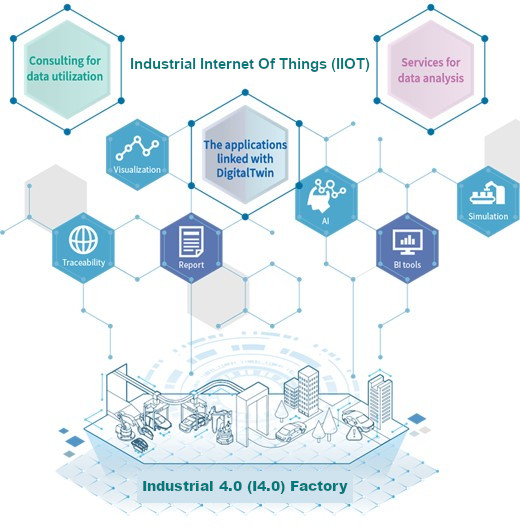 Consulting for
data utilization
Industrial Internet Of Things (IIOT)
Services for
data analysis
The applications
linked with
DigitalTwin
Visualization
AI
Simulation
Traceability
Report
BI tools
Industrial 4.0 (I4.0) Factory